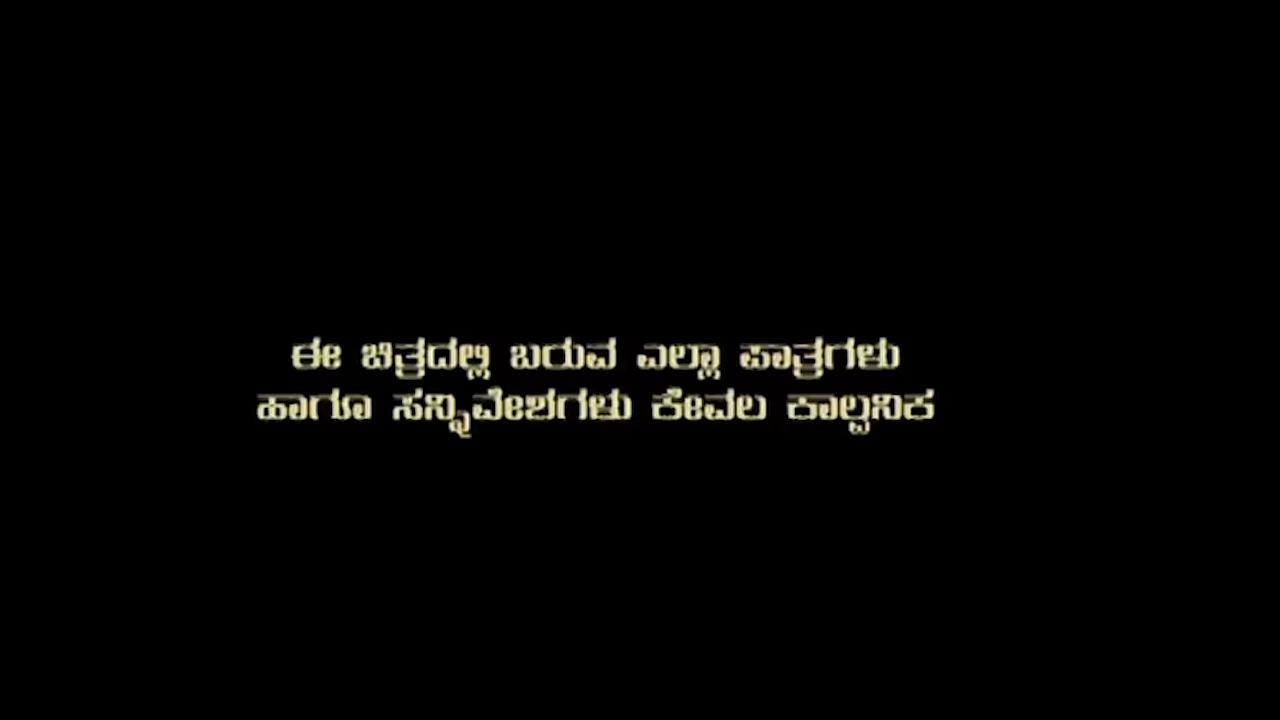 ಈ ಚಿತ್ರದಲ್ಲಿ ಬರುವ ಎಲ್ಲಾ ಪಾತ್ರಗಳು
ಹಾಗೂ ಸನ್ನಿವೇಶಗಳು ಕೇವಲ ಕಾಲ್ಪನಿಕ